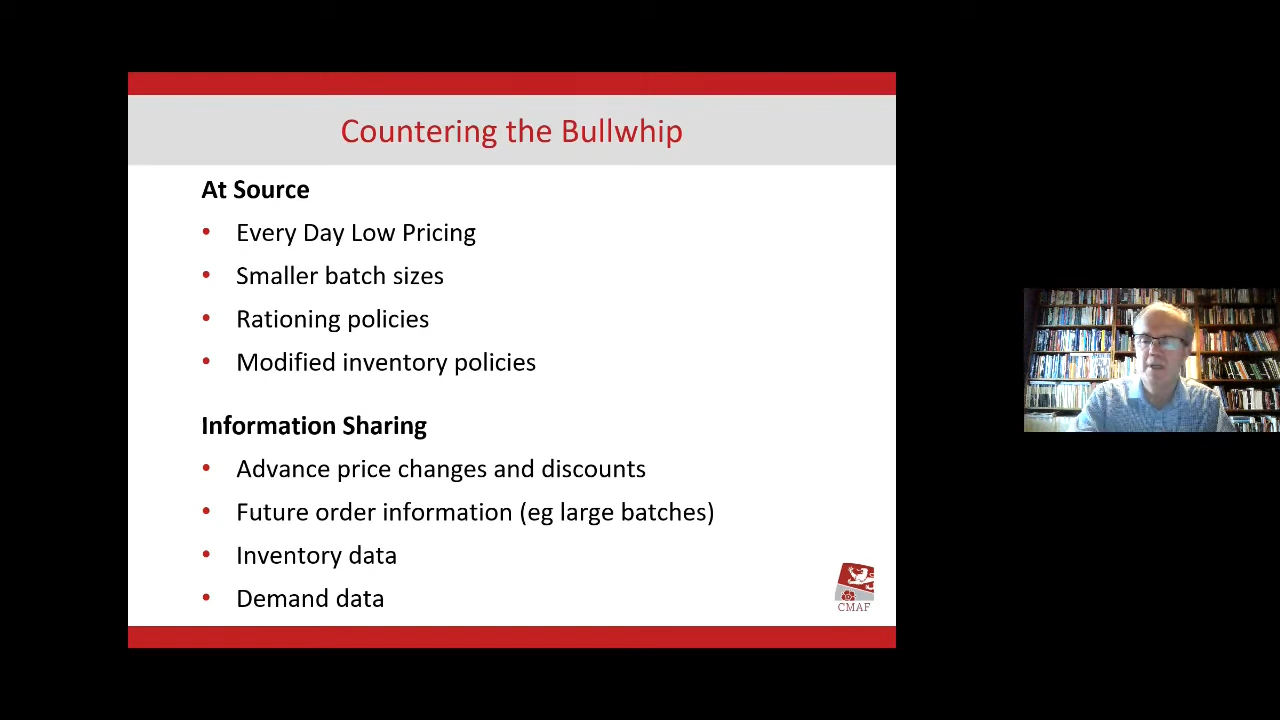 Countering the Bullwhip
At Source
• Every Day Low Pricing
• Smaller batch sizes
• Rationing policies
• Modified inventory policies
Information Sharing
• Advance price changes and discounts
• Future order information (eg large batches)
• Inventory data
• Demand data
CMAF